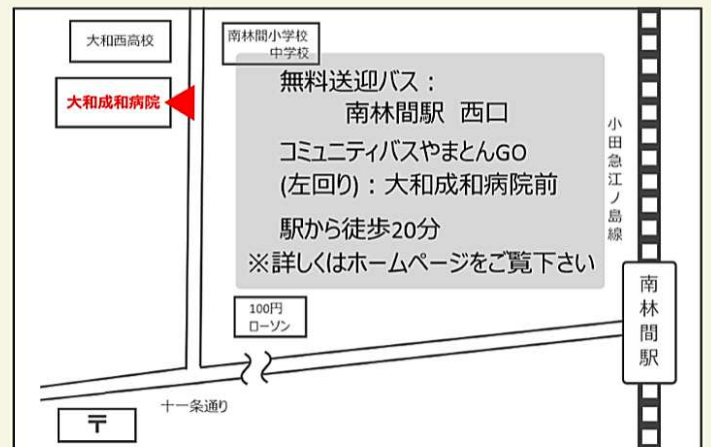 大和西高校
南林間小学校
中学校
大和成和病院
無料送迎バス：
南林間駅 西口
コミュニティバスやまとんGO
(左回り)：大和成和病院前
駅から徒歩20分
※詳しくはホームページをご覧下さい
小田急江ノ島線
南林間駅
100円
ローソン
十一条通り
〒